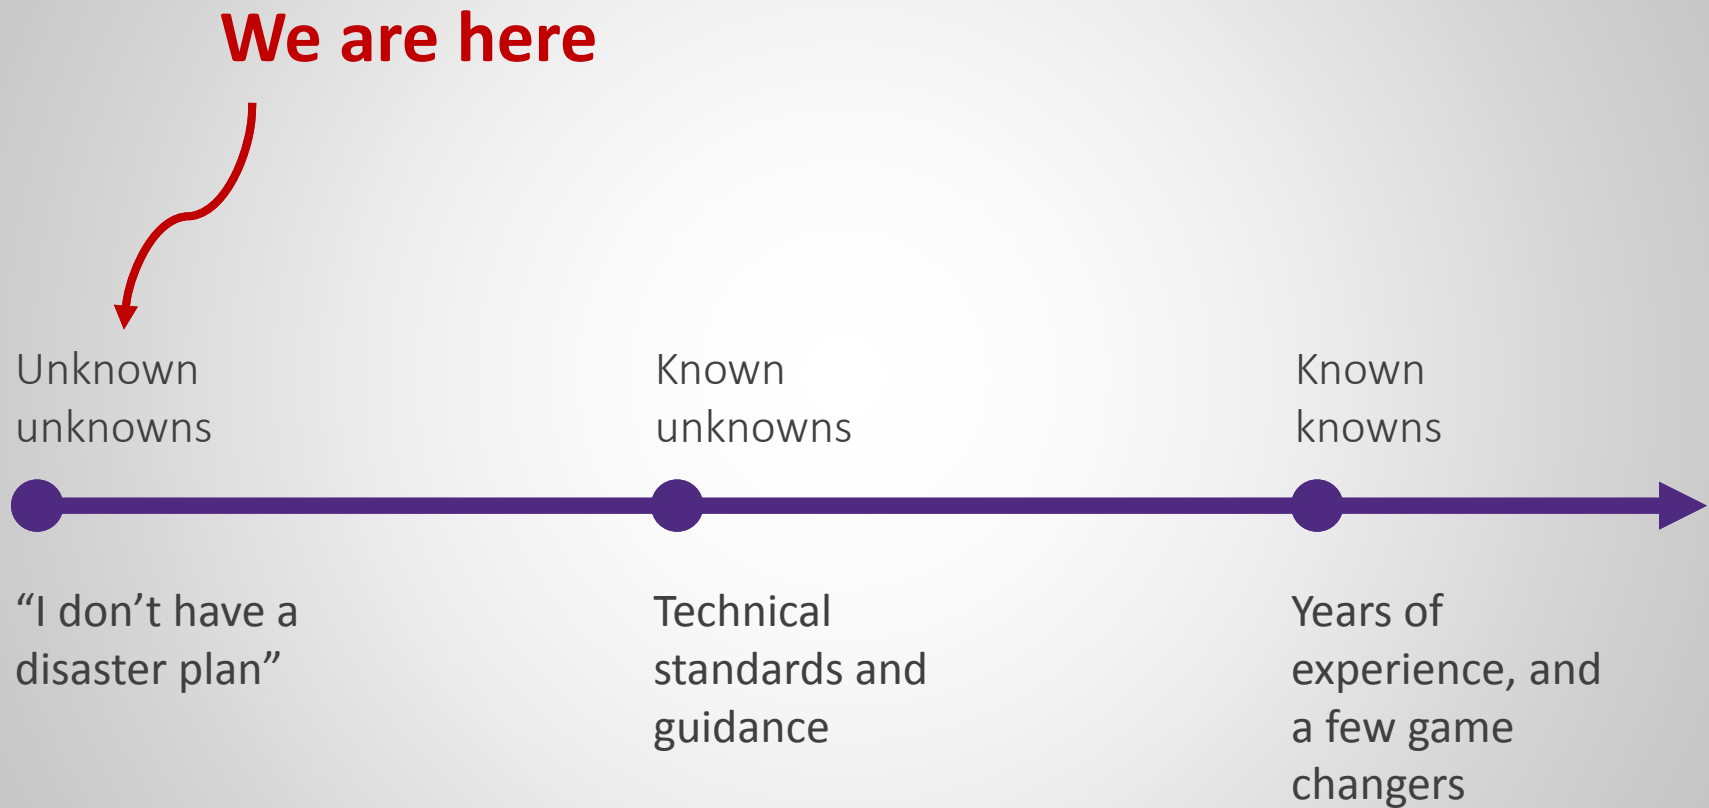 We are here
Unknown
unknowns
Known
unknowns
Known
knowns
“I don’t have a
disaster plan”
Technical
standards and
guidance
Years of
experience, and
a few game
changers